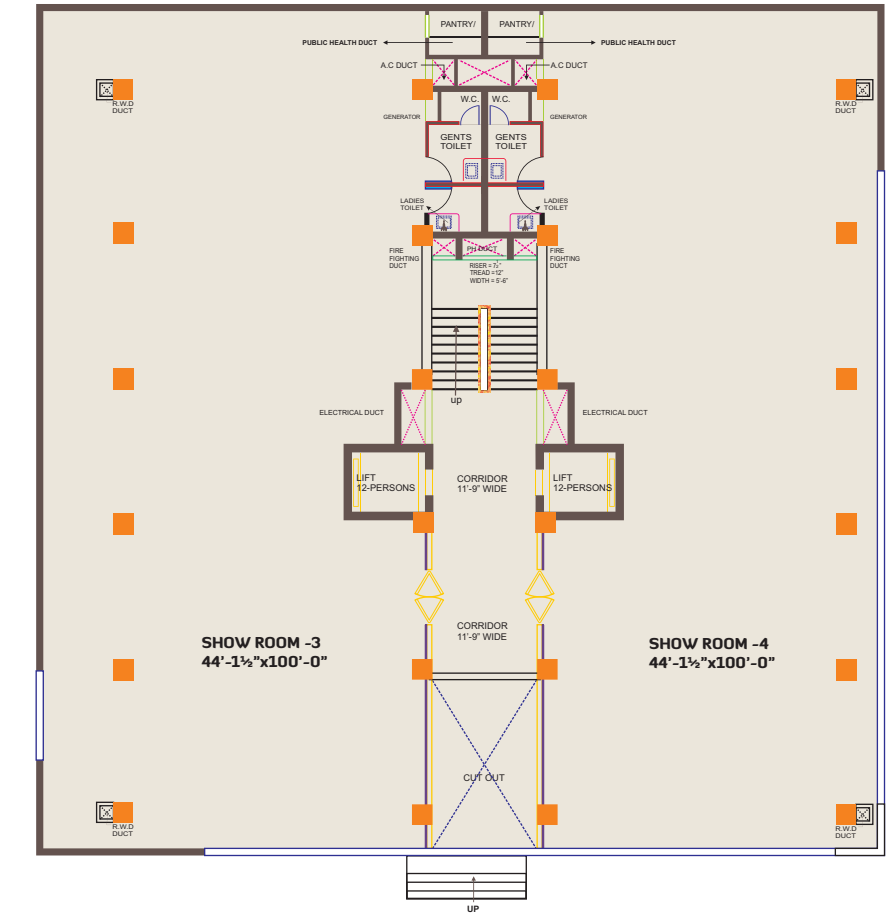 PANTRY/ PANTRY/
PUBLIC HEALTH DUCT PUBLIC HEALTH DUCT
A.C DUCT A.C DUCT
R.W.D
DUCT
W.C. W.C.
R.W.D
DUCT
GENERATOR GENERATOR
GENTS
TOILET
GENTS
TOILET
LADIES
TOILET
LADIES
TOILET
FIRE
FIGHTING
DUCT
PH DUCT
RISER = 7½"
TREAD =12"
WIDTH = 5'-6"
FIRE
FIGHTING
DUCT
up
ELECTRICAL DUCT ELECTRICAL DUCT
LIFT
12-PERSONS
CORRIDOR
11'-9" WIDE
LIFT
12-PERSONS
CORRIDOR
11'-9" WIDE
SHOW ROOM -3
44'-1½"x100'-0"
SHOW ROOM -4
44'-1½"x100'-0"
CUT OUT
R.W.D
DUCT
R.W.D
DUCT
UP